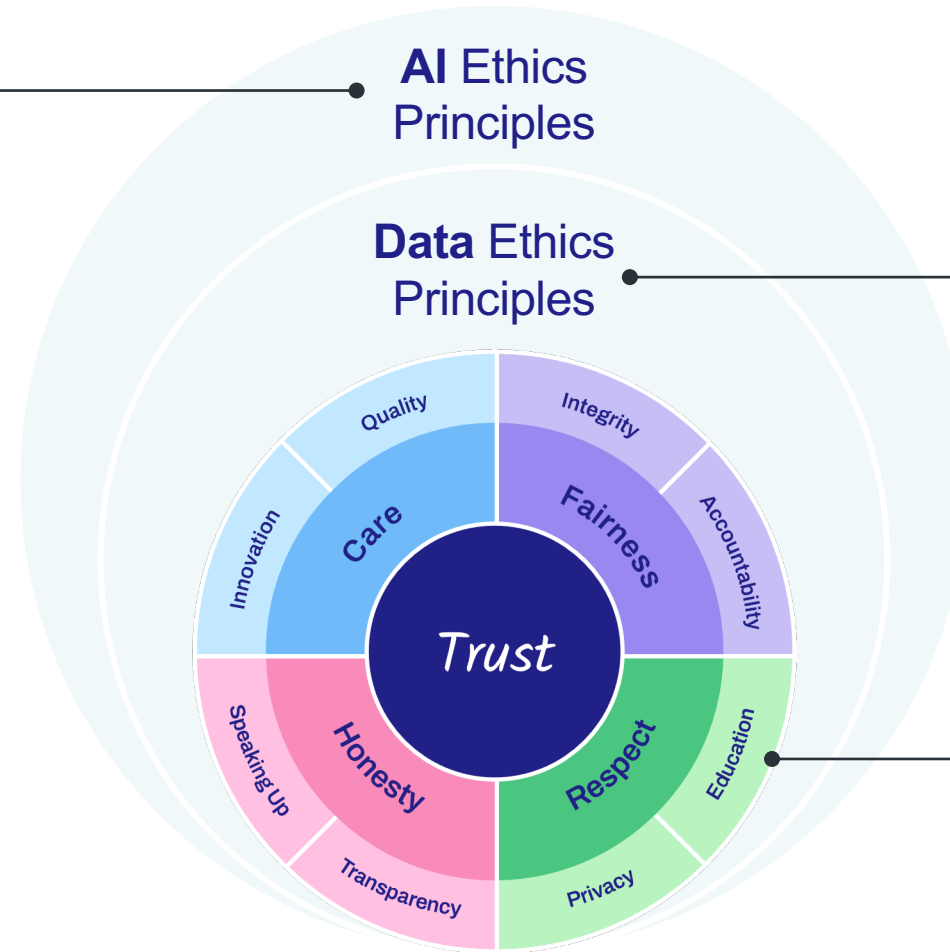 AI Ethics
Principles
Data Ethics
Principles
Quality
Integrity
Innovation
Care
Fairness
Accountability
Trust
Speaking Up
Honesty
Respect
Education
Transparency
Privacy